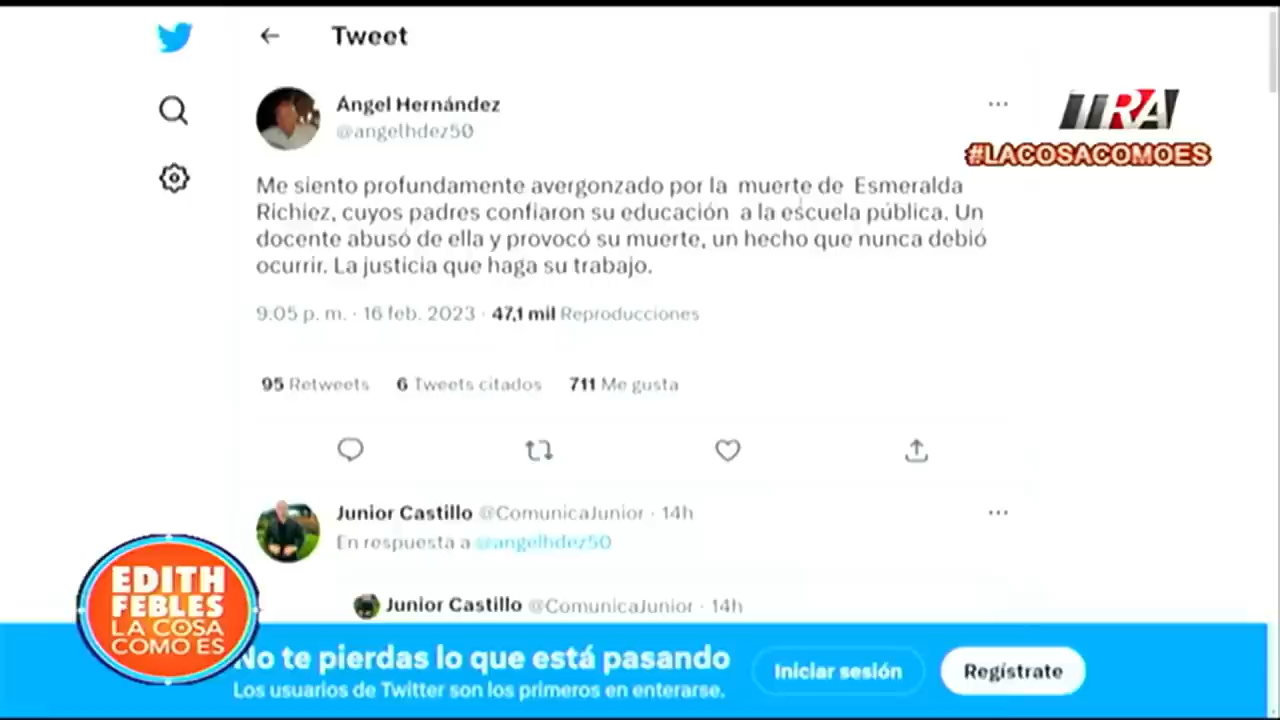 Tweet
Ángel Hernández
@angelhdez50
TRA
#LACOSACOMOES
Me siento profundamente avergonzado por la muerte de Esmeralda
Richiez, cuyos padres confiaron su educación a la escuela pública. Un
docente abusó de ella y provocó su muerte, un hecho que nunca debió
ocurrir. La justicia que haga su trabajo.
9:05 p. m. · 16 feb. 2023 · 47,1 mil Reproducciones
95 Retweets 6 Tweets citados 711 Me gusta
Junior Castillo @ComunicaJunior · 14h
En respuesta a @angelhdez50
Junior Castillo @ComunicaJunior · 14h
EDITH
FEBLES
LA COSA
COMO ES
No te pierdas lo que está pasando
Los usuarios de Twitter son los primeros en enterarse.
Iniciar sesión
Regístrate